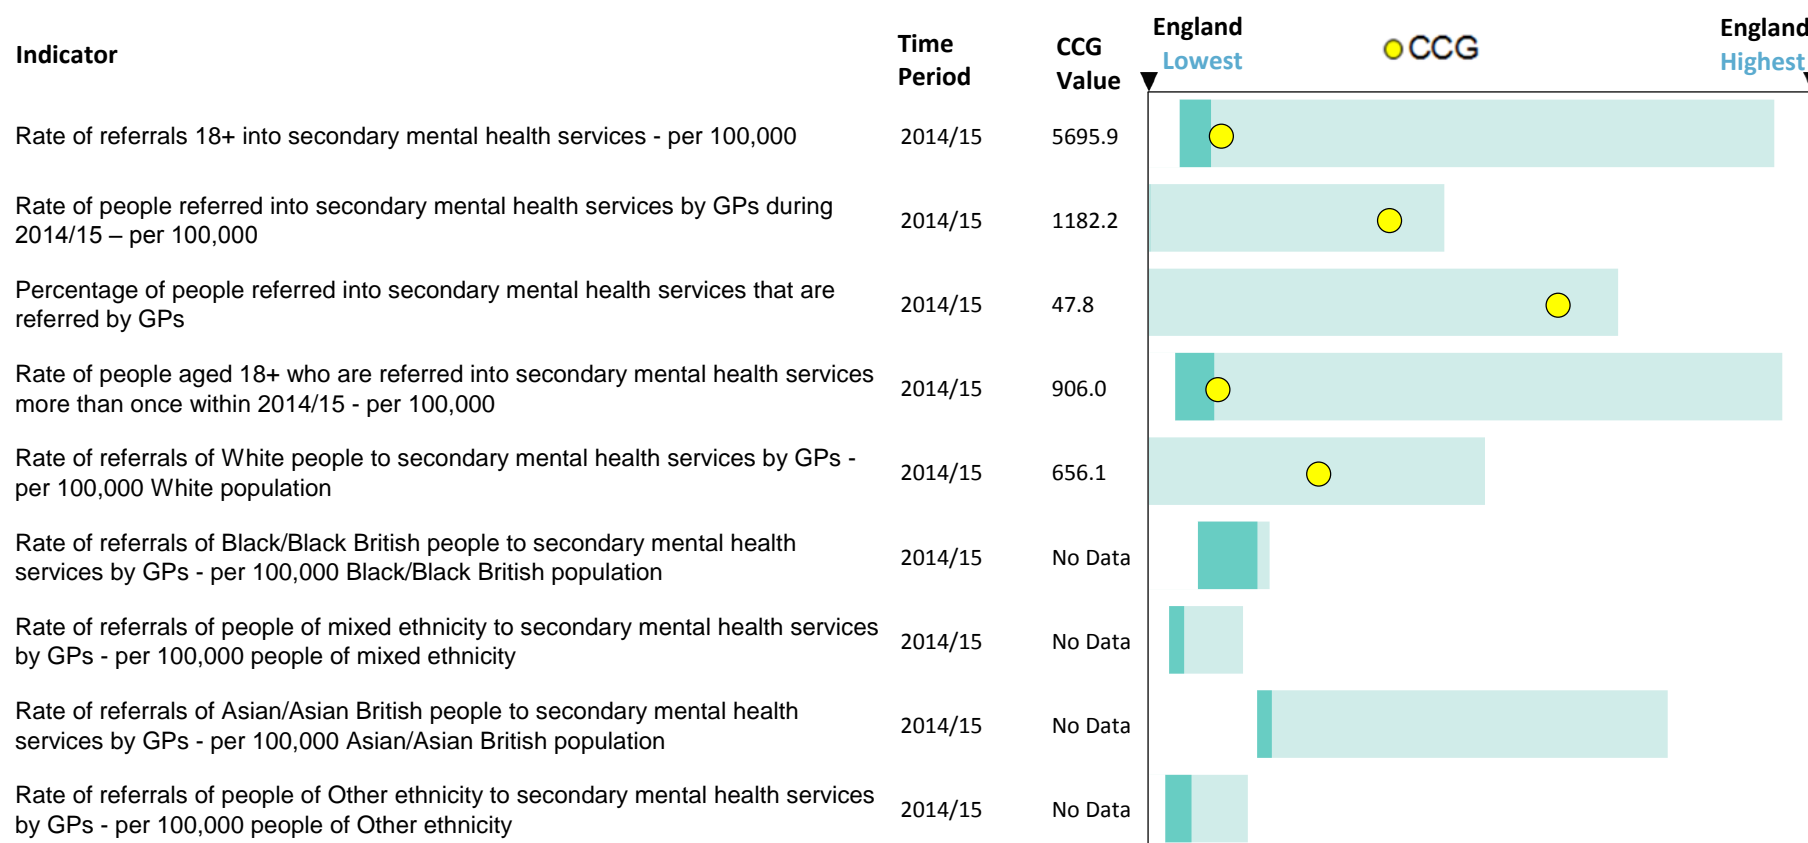 Indicator
Time Period
CCG Value
England Lowest
CCG
England Highest
Rate of referrals 18+ into secondary mental health services - per 100,000 2014/15 5695.9
Rate of people referred into secondary mental health services by GPs during
2014/15 – per 100,000
2014/15 1182.2
Percentage of people referred into secondary mental health services that are
referred by GPs
2014/15 47.8
Rate of people aged 18+ who are referred into secondary mental health services
more than once within 2014/15 - per 100,000
2014/15 906.0
Rate of referrals of White people to secondary mental health services by GPs -
per 100,000 White population
2014/15 656.1
Rate of referrals of Black/Black British people to secondary mental health
services by GPs - per 100,000 Black/Black British population
2014/15 No Data
Rate of referrals of people of mixed ethnicity to secondary mental health services
by GPs - per 100,000 people of mixed ethnicity
2014/15 No Data
Rate of referrals of Asian/Asian British people to secondary mental health
services by GPs - per 100,000 Asian/Asian British population
2014/15 No Data
Rate of referrals of people of Other ethnicity to secondary mental health services
by GPs - per 100,000 people of Other ethnicity
2014/15 No Data